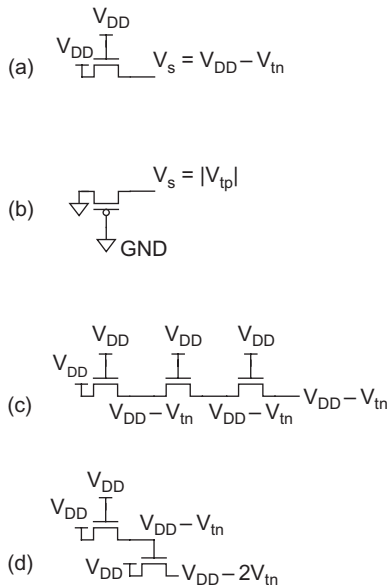 V_DD
V_DD
(a) V_s = V_DD – V_tn
V_s = |V_tp|
(b)
GND
V_DD V_DD V_DD
V_DD
(c) V_DD – V_tn V_DD – V_tn V_DD – V_tn
V_DD
V_DD V_DD – V_tn
(d) V_DD V_DD – 2V_tn